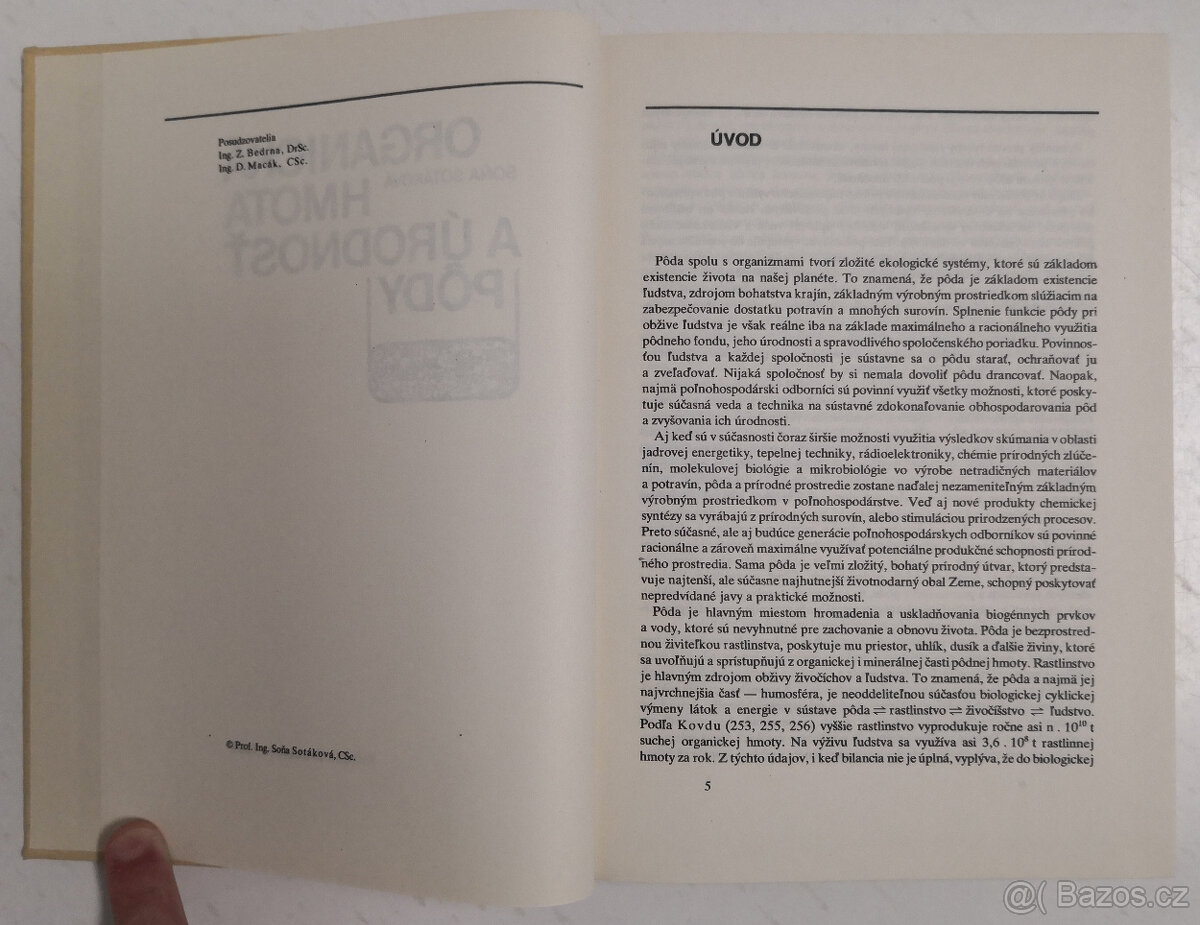 Posudzovatelia
Ing. Z. Bedrna, DrSc.
Ing. D. Macák, CSc.
ORGANICKÁ
SOŇA SOTÁKOVÁ
HMOTA
A ÚRODNOSŤ
PÔDY
© Prof. Ing. Soňa Sotáková, CSc.
ÚVOD
Pôda spolu s organizmami tvorí zložité ekologické systémy, ktoré sú základom
existencie života na našej planéte. To znamená, že pôda je základom existencie
ľudstva, zdrojom bohatstva krajín, základným výrobným prostriedkom slúžiacim na
zabezpečovanie dostatku potravín a mnohých surovín. Splnenie funkcie pôdy pri
obžive ľudstva je však reálne iba na základe maximálneho a racionálneho využitia
pôdneho fondu, jeho úrodnosti a spravodlivého spoločenského poriadku. Povinnos-
ťou ľudstva a každej spoločnosti je sústavne sa o pôdu starať, ochraňovať ju
a zveľaďovať. Nijaká spoločnosť by si nemala dovoliť pôdu drancovať. Naopak,
najmä poľnohospodárski odborníci sú povinní využiť všetky možnosti, ktoré posky-
tuje súčasná veda a technika na sústavné zdokonaľovanie obhospodarovania pôd
a zvyšovania ich úrodnosti.
Aj keď sú v súčasnosti čoraz širšie možnosti využitia výsledkov skúmania v oblasti
jadrovej energetiky, tepelnej techniky, rádioelektroniky, chémie prírodných zlúče-
nín, molekulovej biológie a mikrobiológie vo výrobe netradičných materiálov
a potravín, pôda a prírodné prostredie zostane naďalej nezameniteľným základným
výrobným prostriedkom v poľnohospodárstve. Veď aj nové produkty chemickej
syntézy sa vyrábajú z prírodných surovín, alebo stimuláciou prirodzených procesov.
Preto súčasné, ale aj budúce generácie poľnohospodárskych odborníkov sú povinné
racionálne a zároveň maximálne využívať potenciálne produkčné schopnosti prírod-
ného prostredia. Sama pôda je veľmi zložitý, bohatý prírodný útvar, ktorý predsta-
vuje najtenší, ale súčasne najhutnejší životnodarný obal Zeme, schopný poskytovať
nepredvídané javy a praktické možnosti.
Pôda je hlavným miestom hromadenia a uskladňovania biogénnych prvkov
a vody, ktoré sú nevyhnutné pre zachovanie a obnovu života. Pôda je bezprostred-
nou živiteľkou rastlinstva, poskytuje mu priestor, uhlík, dusík a ďalšie živiny, ktoré
sa uvoľňujú a sprístupňujú z organickej i minerálnej časti pôdnej hmoty. Rastlinstvo
je hlavným zdrojom obživy živočíchov a ľudstva. To znamená, že pôda a najmä jej
najvrchnejšia časť — humosféra, je neoddeliteľnou súčasťou biologickej cyklickej
výmeny látok a energie v sústave pôda ⇌ rastlinstvo ⇌ živočíšstvo ⇌ ľudstvo.
Podľa Kovdu (253, 255, 256) vyššie rastlinstvo vyprodukuje ročne asi n . 10¹⁰ t
suchej organickej hmoty. Na výživu ľudstva sa využíva asi 3,6 . 10⁸ t rastlinnej
hmoty za rok. Z týchto údajov, i keď bilancia nie je úplná, vyplýva, že do biologickej
5
@( Bazos.cz